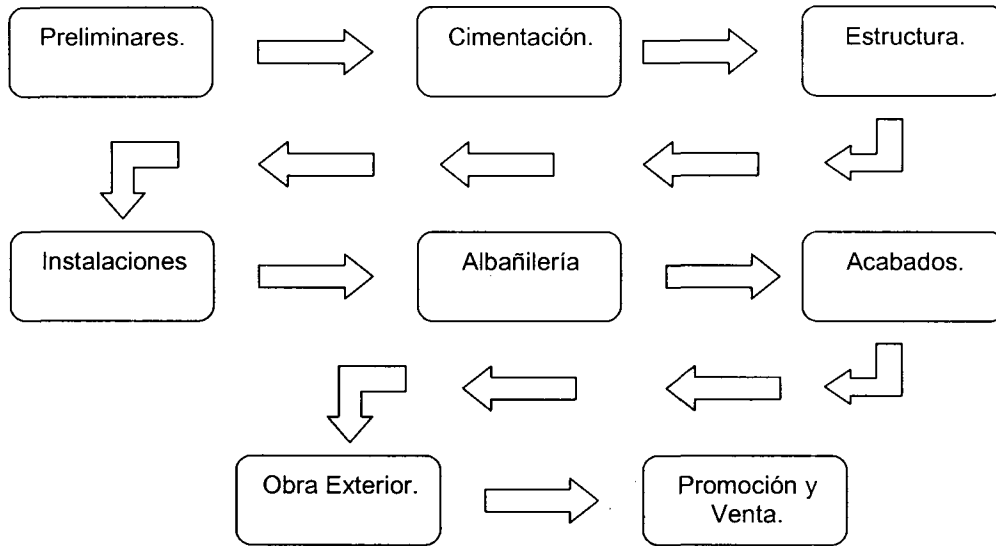 Preliminares.
Cimentación.
Estructura.
Instalaciones
Albañilería
Acabados.
Obra Exterior.
Promoción y
Venta.